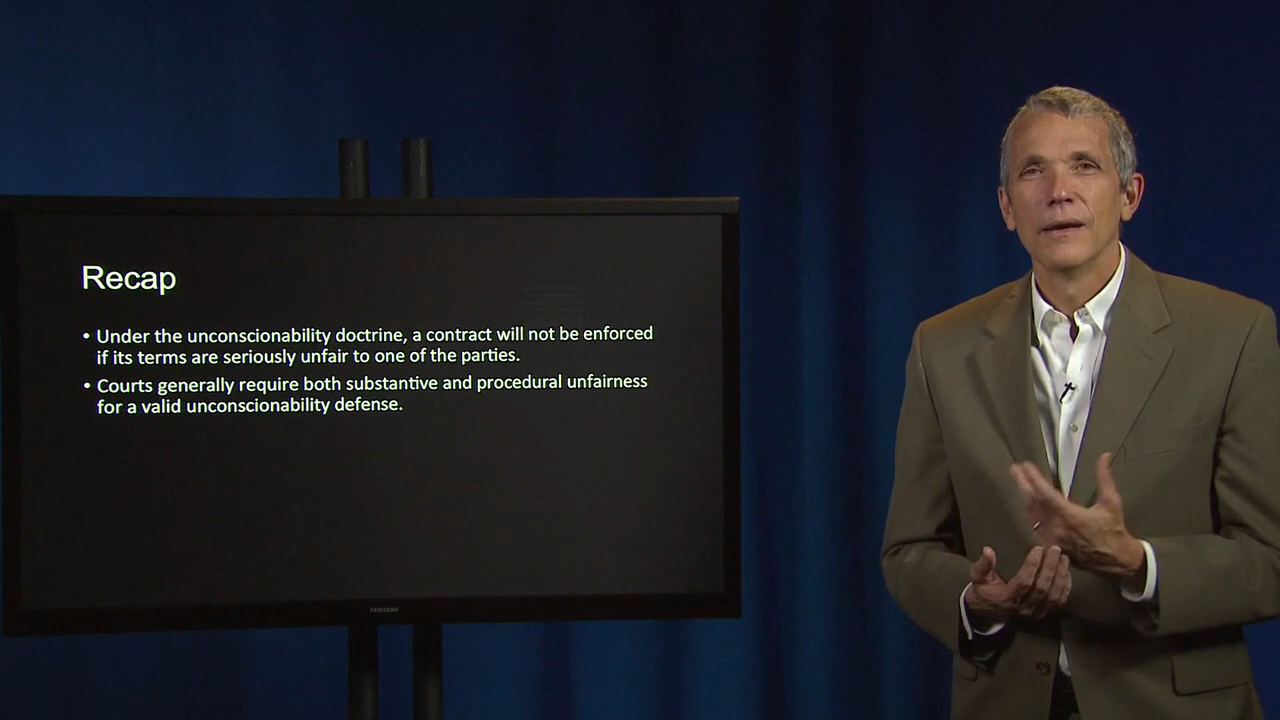 Recap
• Under the unconscionability doctrine, a contract will not be enforced
if its terms are seriously unfair to one of the parties.
• Courts generally require both substantive and procedural unfairness
for a valid unconscionability defense.
SAMSUNG